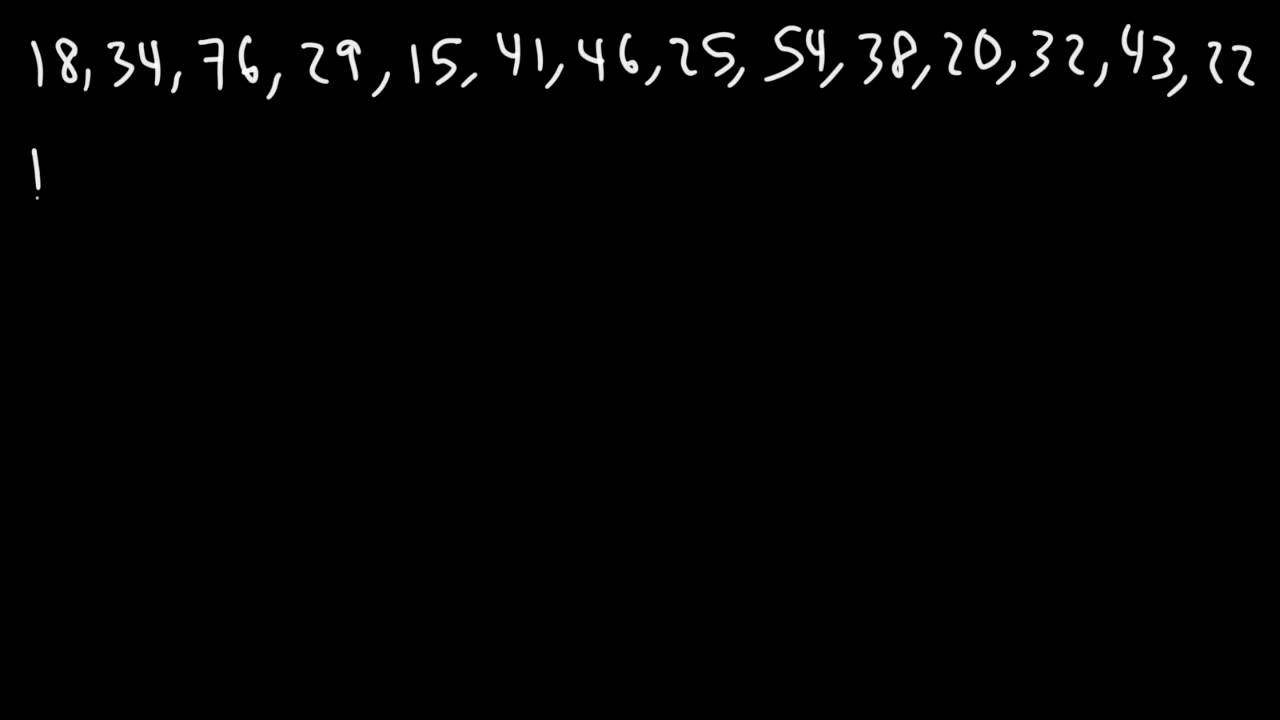 18, 34, 76, 29, 15, 41, 46, 25, 54, 38, 20, 32, 43, 22
1